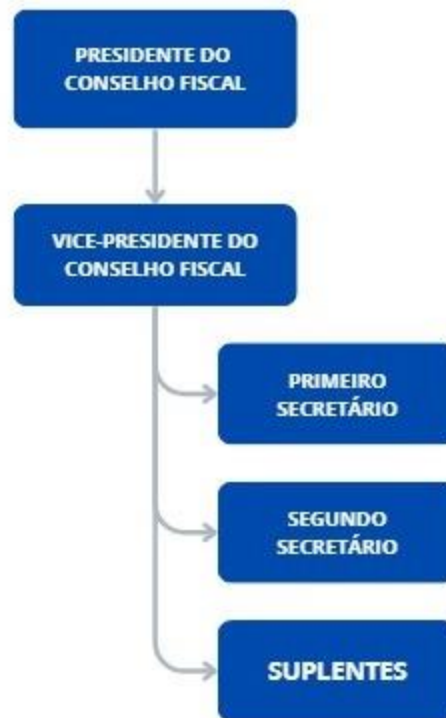 PRESIDENTE DO
CONSELHO FISCAL
VICE-PRESIDENTE DO
CONSELHO FISCAL
PRIMEIRO
SECRETÁRIO
SEGUNDO
SECRETÁRIO
SUPLENTES